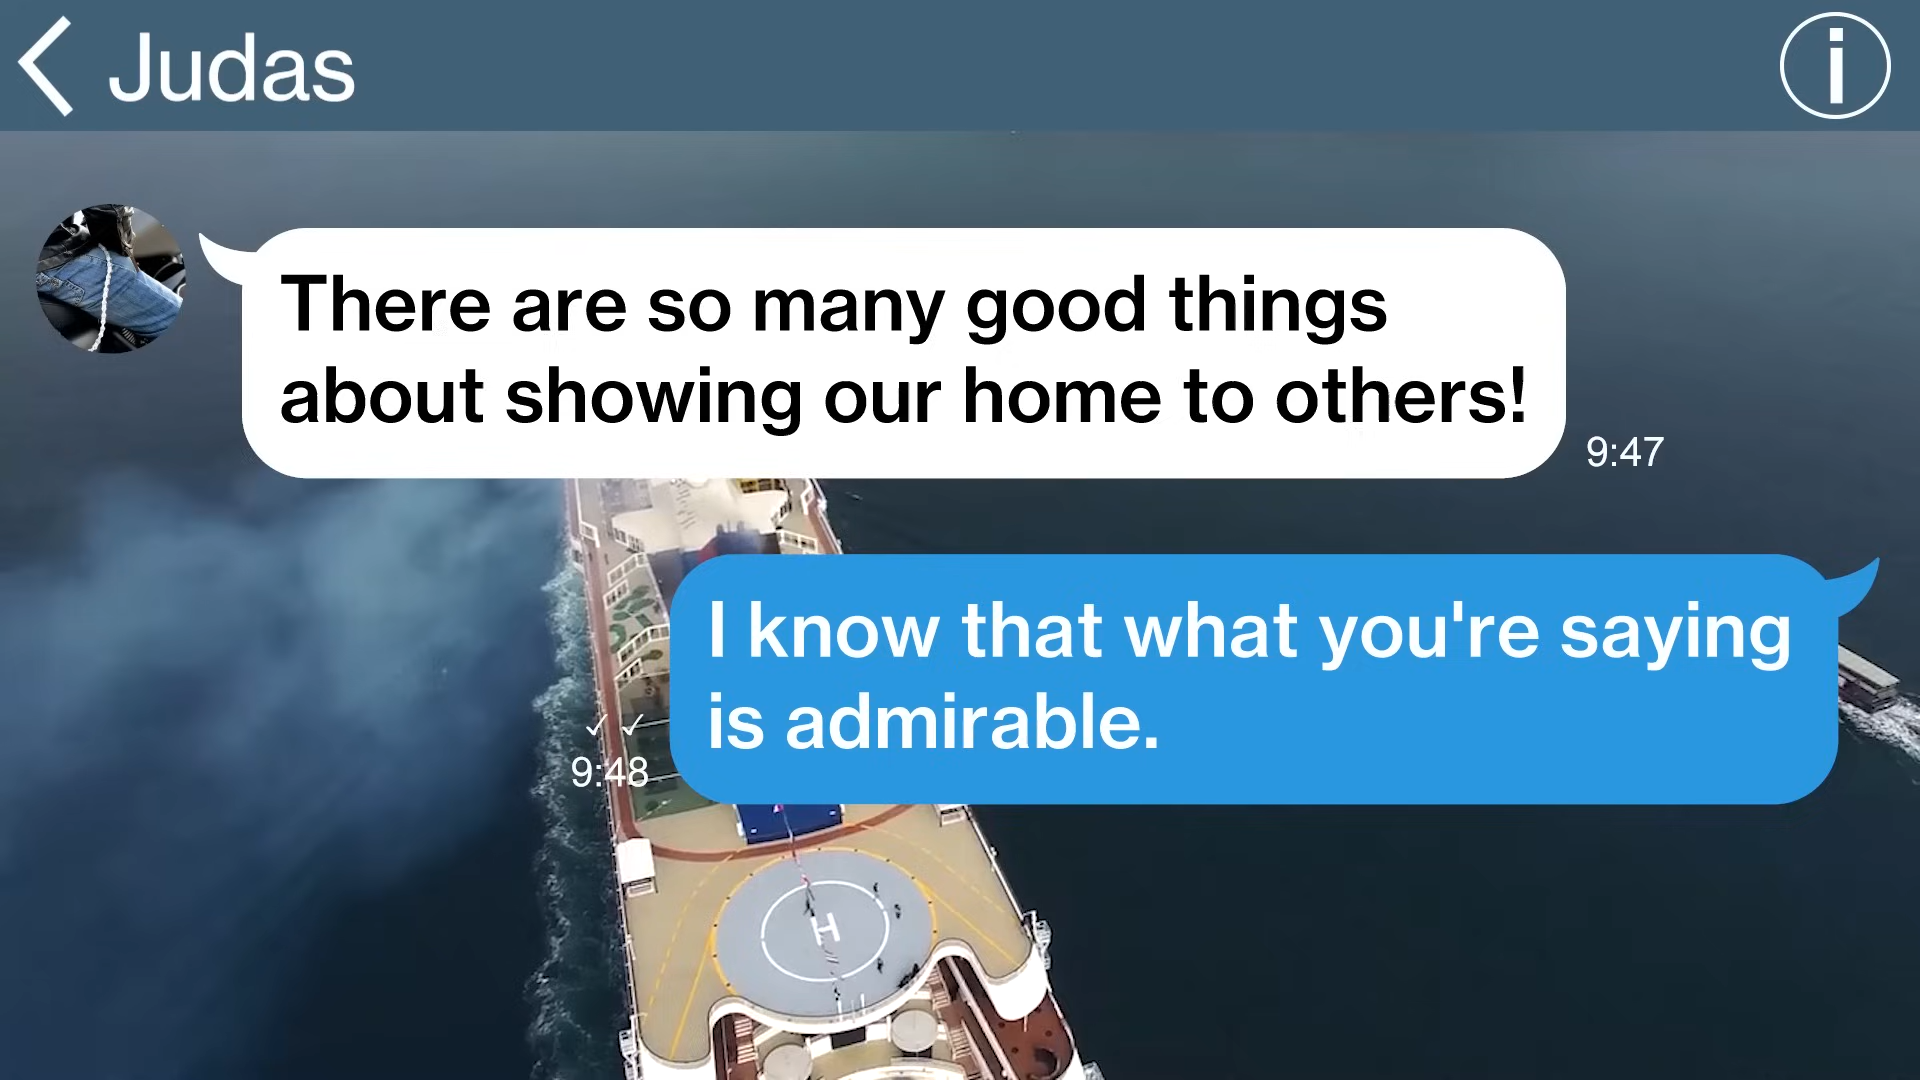 Judas
There are so many good things
about showing our home to others!
9:47
I know that what you're saying
is admirable.
9:48
H